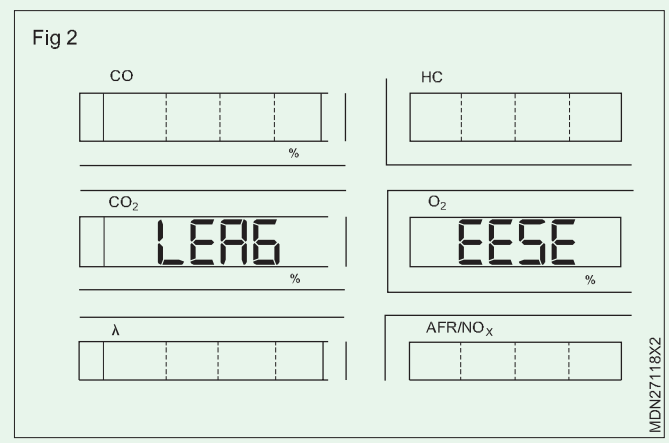 Fig 2
CO
HC
%
CO₂
O₂
LEAG
EESE
%
%
λ
AFR/NOX
MDN27118X2